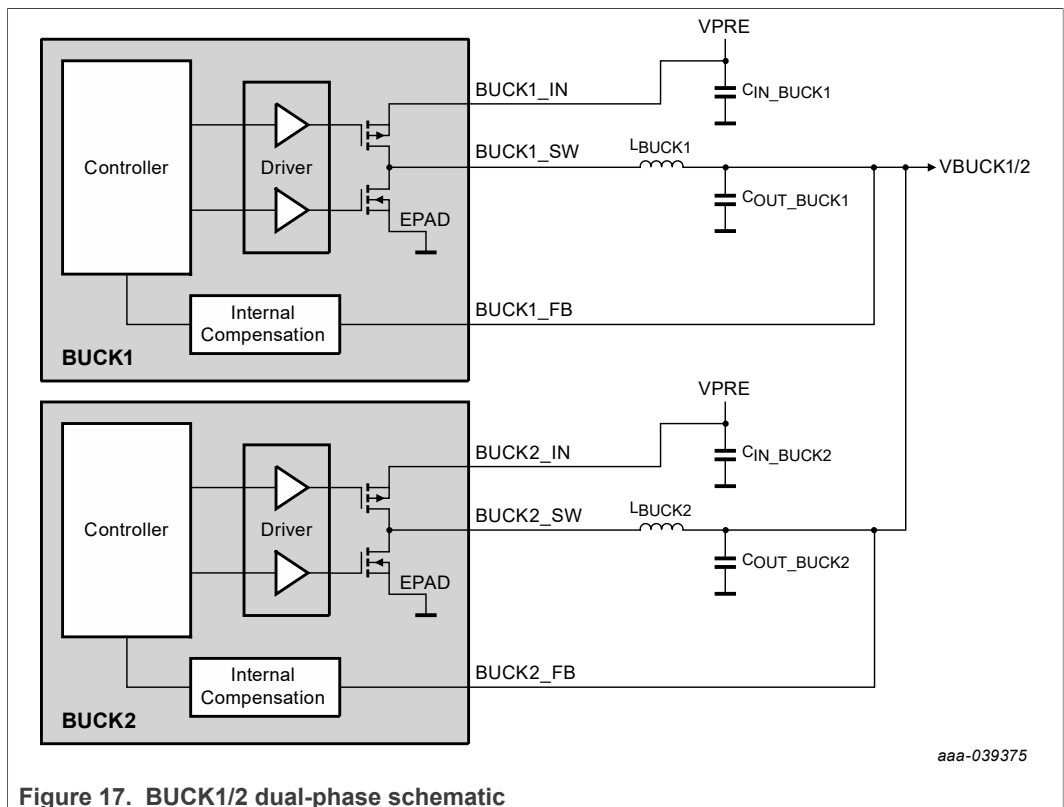 VPRE
BUCK1_IN
CIN_BUCK1
Controller
Driver
BUCK1_SW
LBUCK1
VBUCK1/2
COUT_BUCK1
EPAD
Internal
Compensation
BUCK1_FB
BUCK1
VPRE
BUCK2_IN
CIN_BUCK2
Controller
Driver
BUCK2_SW
LBUCK2
COUT_BUCK2
EPAD
Internal
Compensation
BUCK2_FB
BUCK2
aaa-039375
Figure 17. BUCK1/2 dual-phase schematic